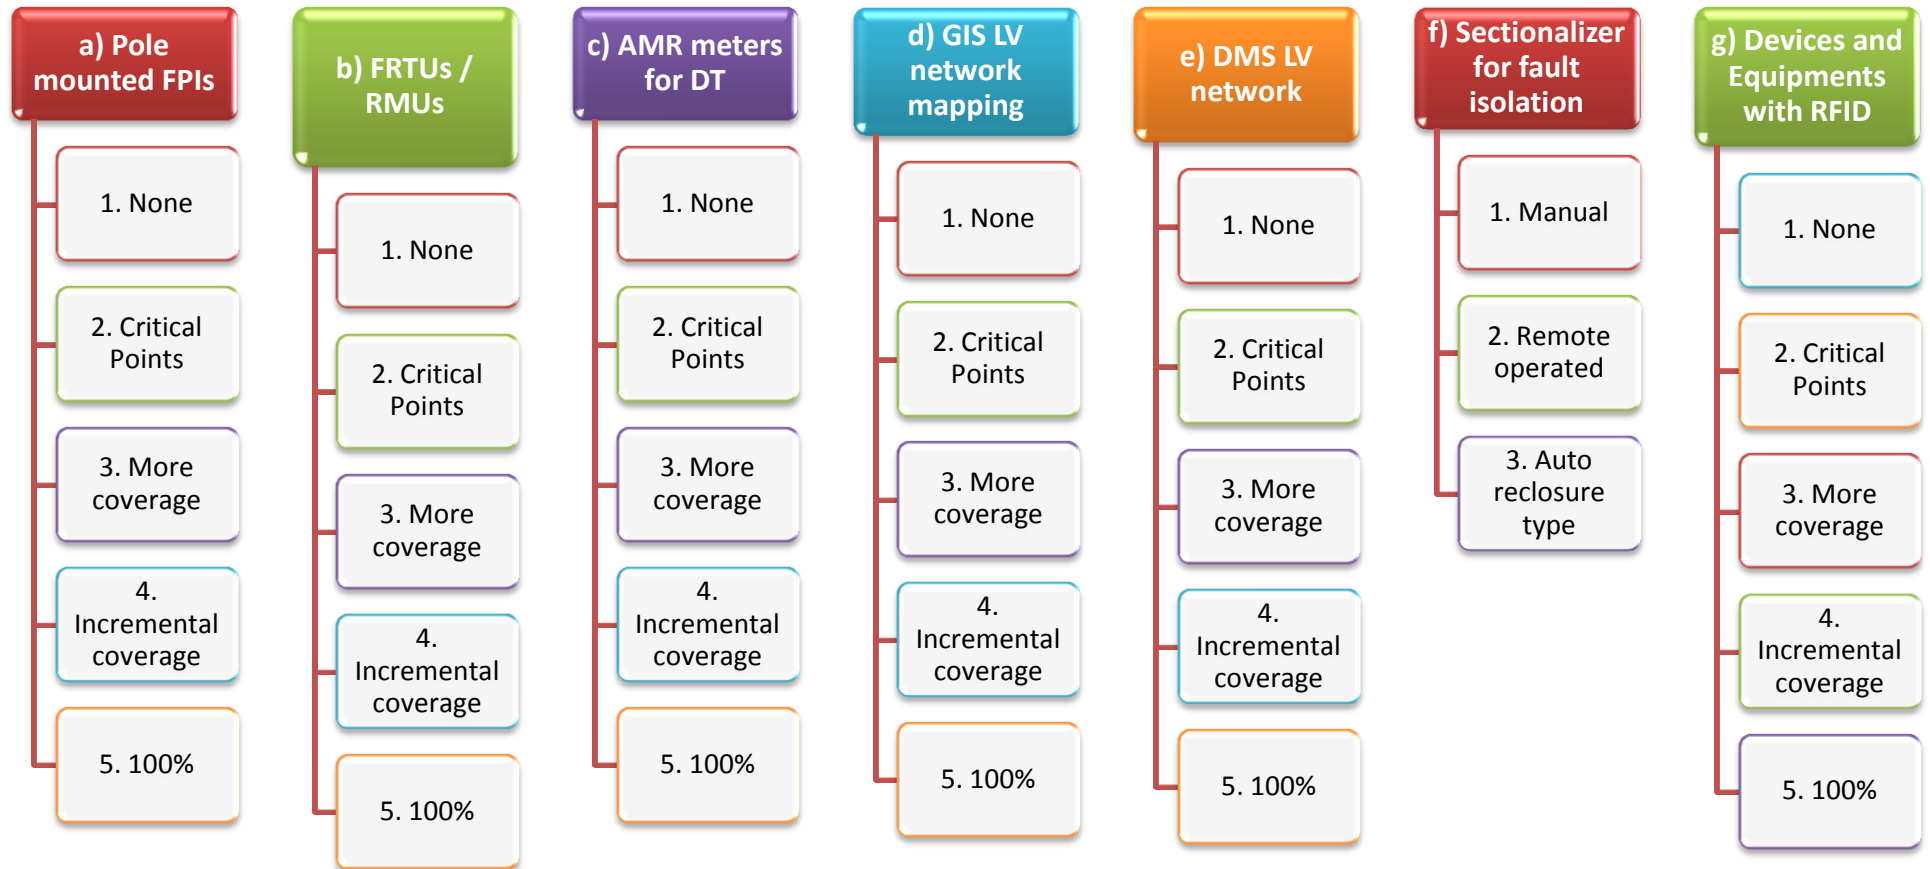 a) Pole
mounted FPIs
1. None
2. Critical
Points
3. More
coverage
4.
Incremental
coverage
5. 100%
b) FRTUs /
RMUs
1. None
2. Critical
Points
3. More
coverage
4.
Incremental
coverage
5. 100%
c) AMR meters
for DT
1. None
2. Critical
Points
3. More
coverage
4.
Incremental
coverage
5. 100%
d) GIS LV
network
mapping
1. None
2. Critical
Points
3. More
coverage
4.
Incremental
coverage
5. 100%
e) DMS LV
network
1. None
2. Critical
Points
3. More
coverage
4.
Incremental
coverage
5. 100%
f) Sectionalizer
for fault
isolation
1. Manual
2. Remote
operated
3. Auto
reclosure
type
g) Devices and
Equipments
with RFID
1. None
2. Critical
Points
3. More
coverage
4.
Incremental
coverage
5. 100%